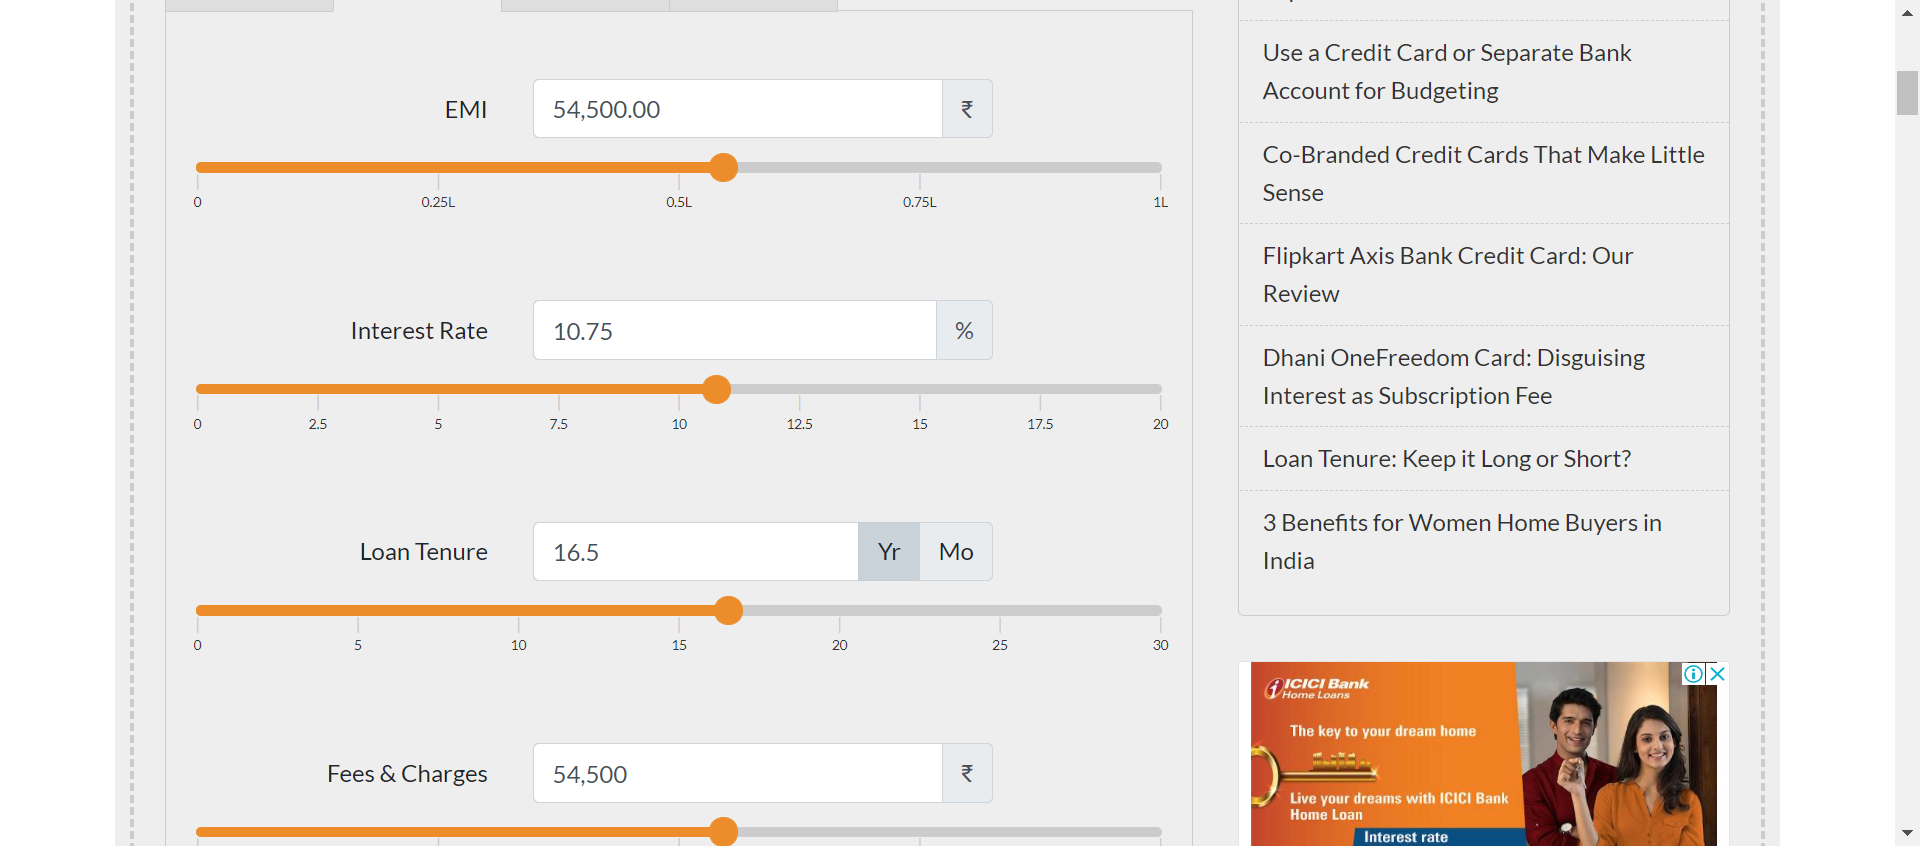 EMI
54,500.00
₹
0
0.25L
0.5L
0.75L
1L
Interest Rate
10.75
%
0
2.5
5
7.5
10
12.5
15
17.5
20
Loan Tenure
16.5
Yr
Mo
0
5
10
15
20
25
30
Fees & Charges
54,500
₹
Use a Credit Card or Separate Bank
Account for Budgeting
Co-Branded Credit Cards That Make Little
Sense
Flipkart Axis Bank Credit Card: Our
Review
Dhani OneFreedom Card: Disguising
Interest as Subscription Fee
Loan Tenure: Keep it Long or Short?
3 Benefits for Women Home Buyers in
India
ICICI Bank
Home Loans
The key to your dream home
Live your dreams with ICICI Bank
Home Loan
Interest rate